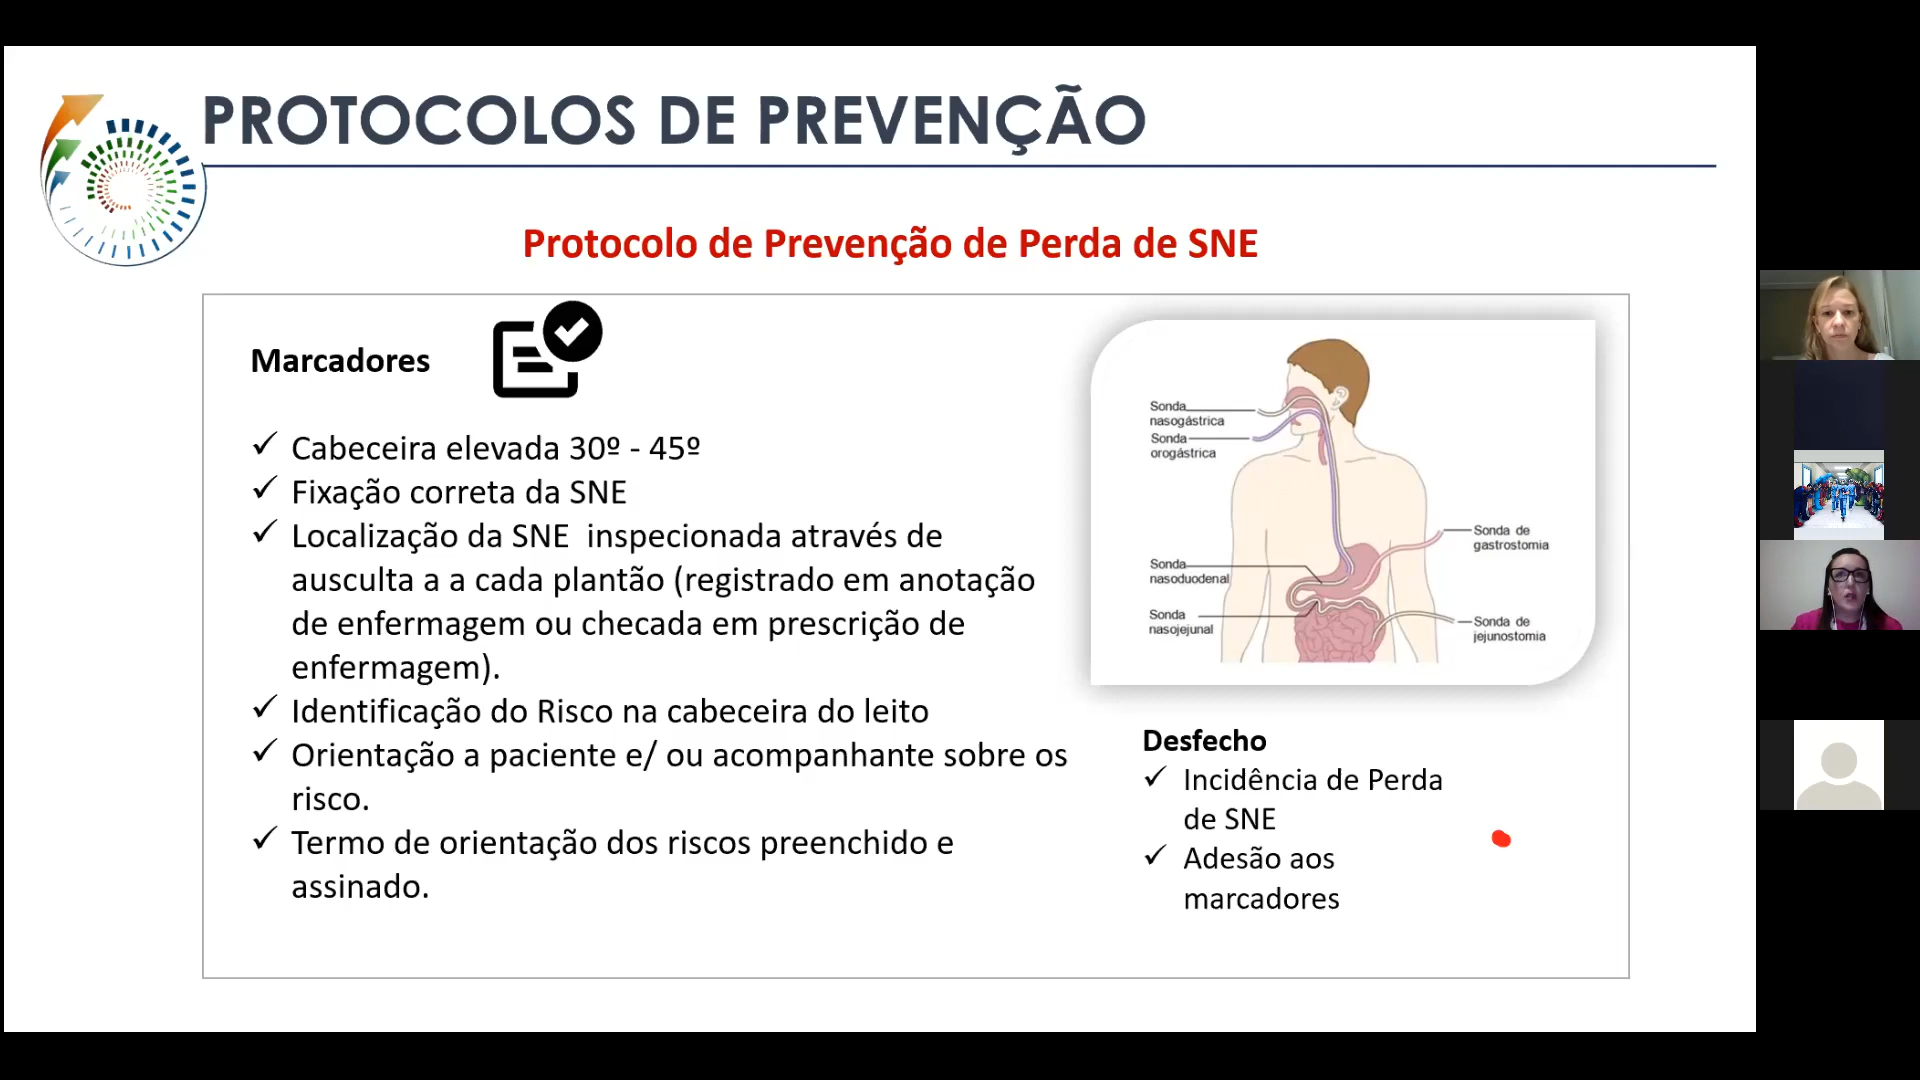 PROTOCOLOS DE PREVENÇÃO
Protocolo de Prevenção de Perda de SNE
Marcadores
✓ Cabeceira elevada 30º - 45º
✓ Fixação correta da SNE
✓ Localização da SNE inspecionada através de
ausculta a a cada plantão (registrado em anotação
de enfermagem ou checada em prescrição de
enfermagem).
✓ Identificação do Risco na cabeceira do leito
✓ Orientação a paciente e/ ou acompanhante sobre os
risco.
✓ Termo de orientação dos riscos preenchido e
assinado.
Sonda
nasogástrica
Sonda
orogástrica
Sonda de
gastrostomia
Sonda
nasoduodenal
Sonda
nasojejunal
Sonda de
jejunostomia
Desfecho
✓ Incidência de Perda
de SNE
✓ Adesão aos
marcadores